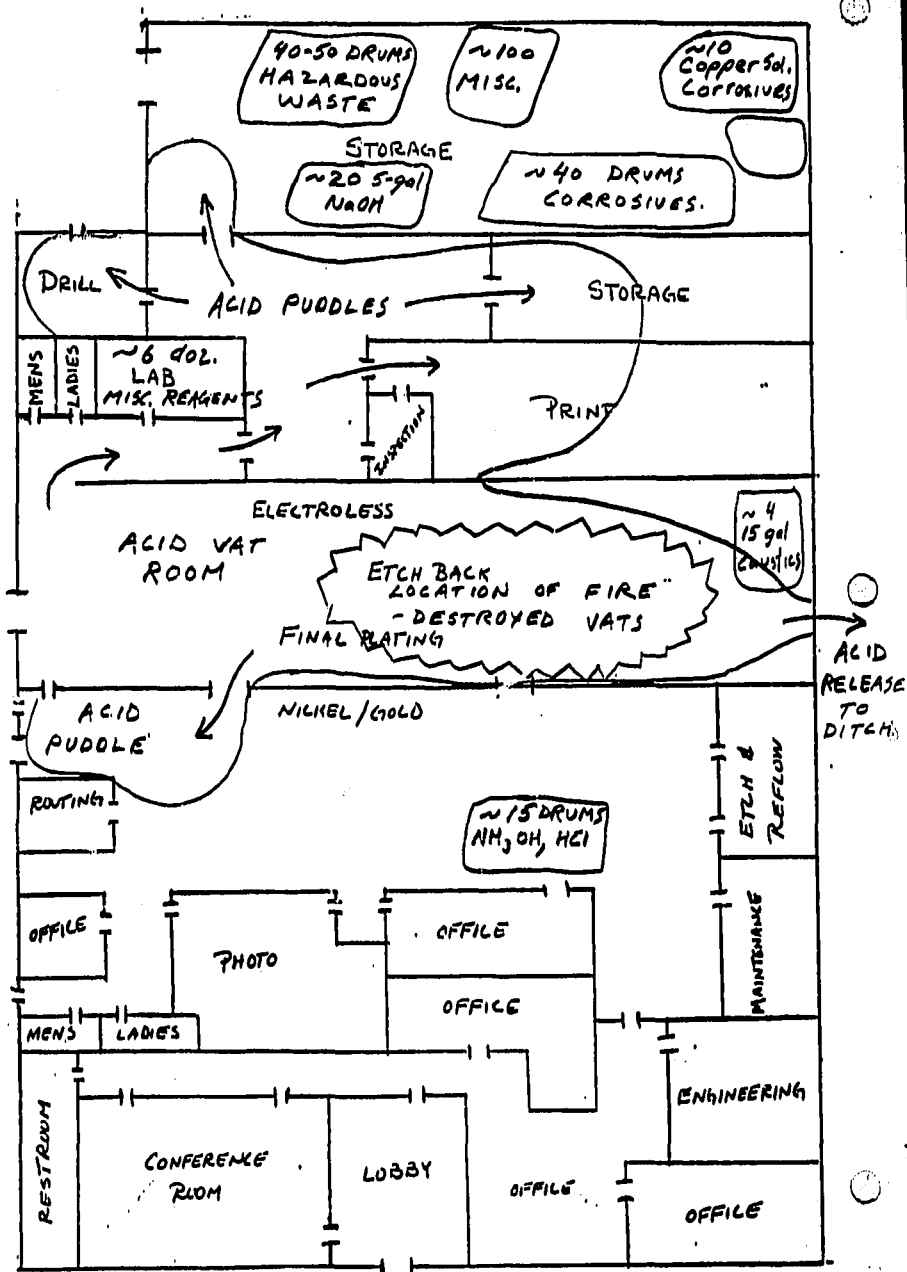 40-50 DRUMS
HAZARDOUS
WASTE
~100
MISC.
~10
Copper Sol.
Corrosives
STORAGE
~20 5-gal
NaOH
~40 DRUMS
CORROSIVES.
DRILL
ACID PUDDLES
STORAGE
MENS
LADIES
~6 doz.
LAB
MISC. REAGENTS
PRINT
INSPECTION
ELECTROLESS
ACID VAT
ROOM
ETCH BACK
LOCATION OF FIRE
- DESTROYED VATS
~4
15 gal
Caustics
FINAL PLATING
ACID
RELEASE
TO
DITCH
ACID
PUDDLE
NICKEL/GOLD
ROUTING
ETCH &
REFLOW
~15 DRUMS
NH3OH, HCl
OFFICE
PHOTO
OFFICE
OFFICE
MAINTENANCE
MENS
LADIES
RESTROOM
CONFERENCE
ROOM
LOBBY
OFFICE
ENGINEERING
OFFICE